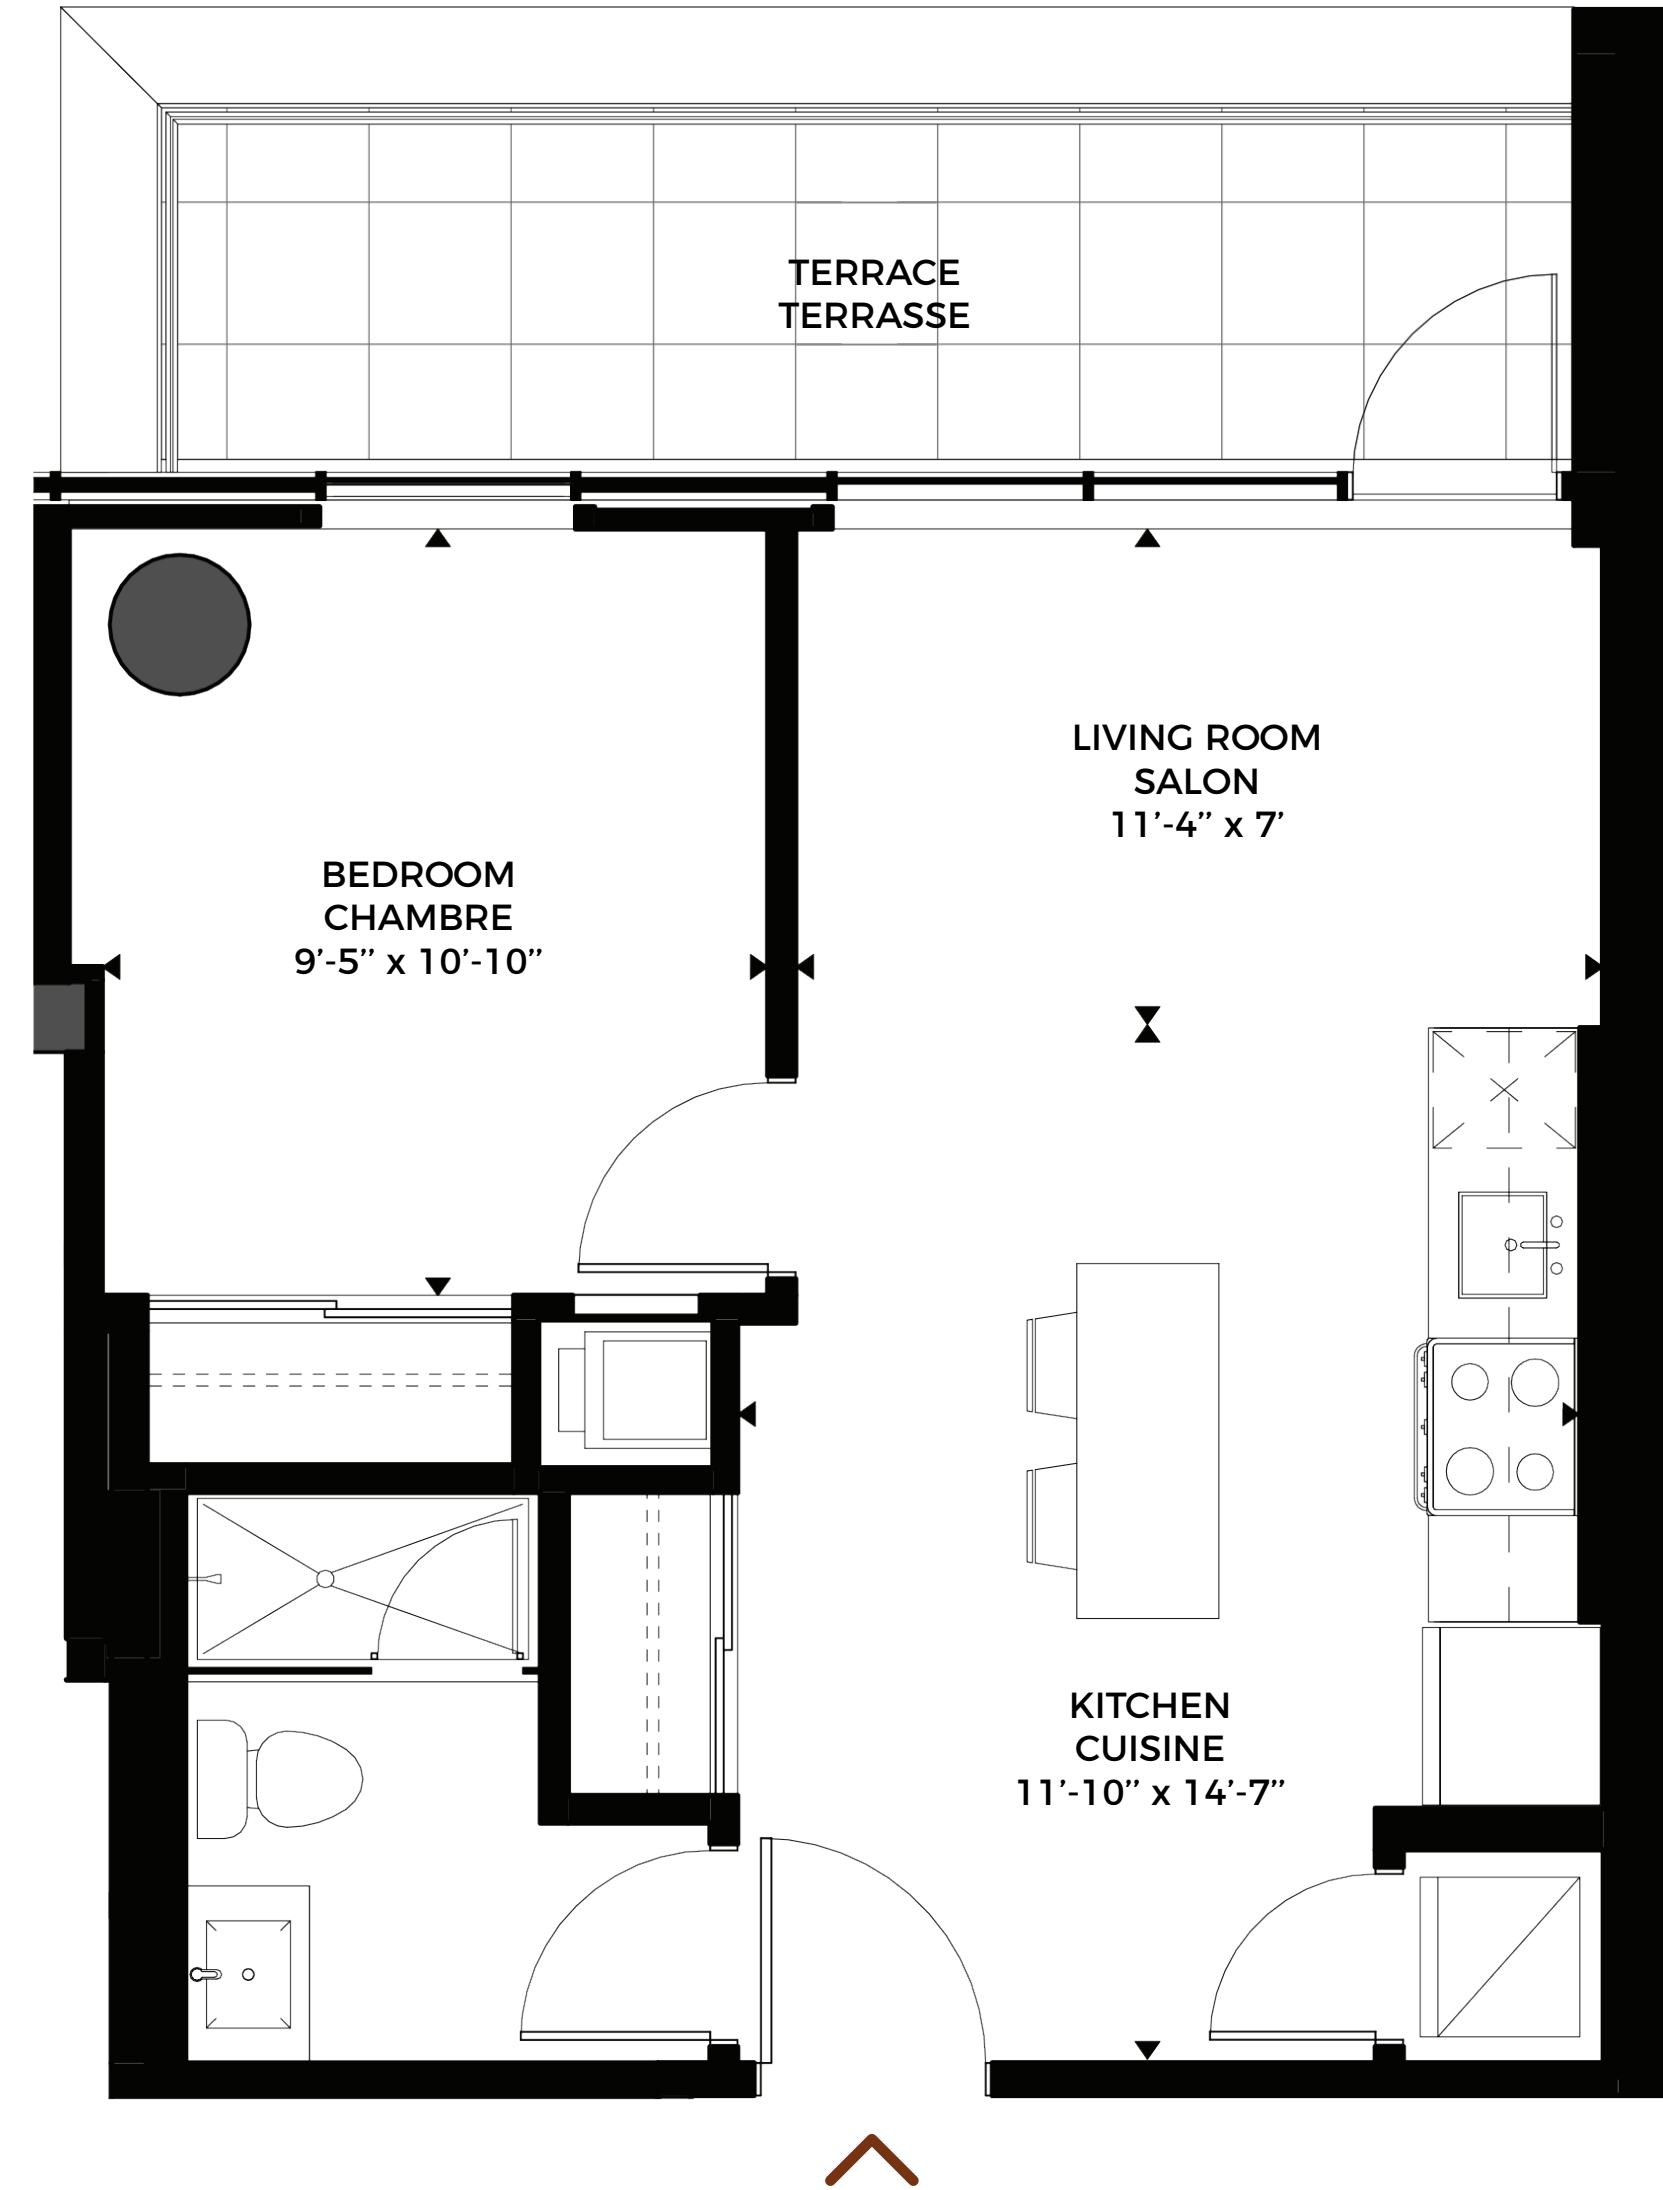 TERRACE
TERRASSE
LIVING ROOM
SALON
11’-4” x 7’
BEDROOM
CHAMBRE
9’-5” x 10’-10”
KITCHEN
CUISINE
11’-10” x 14’-7”